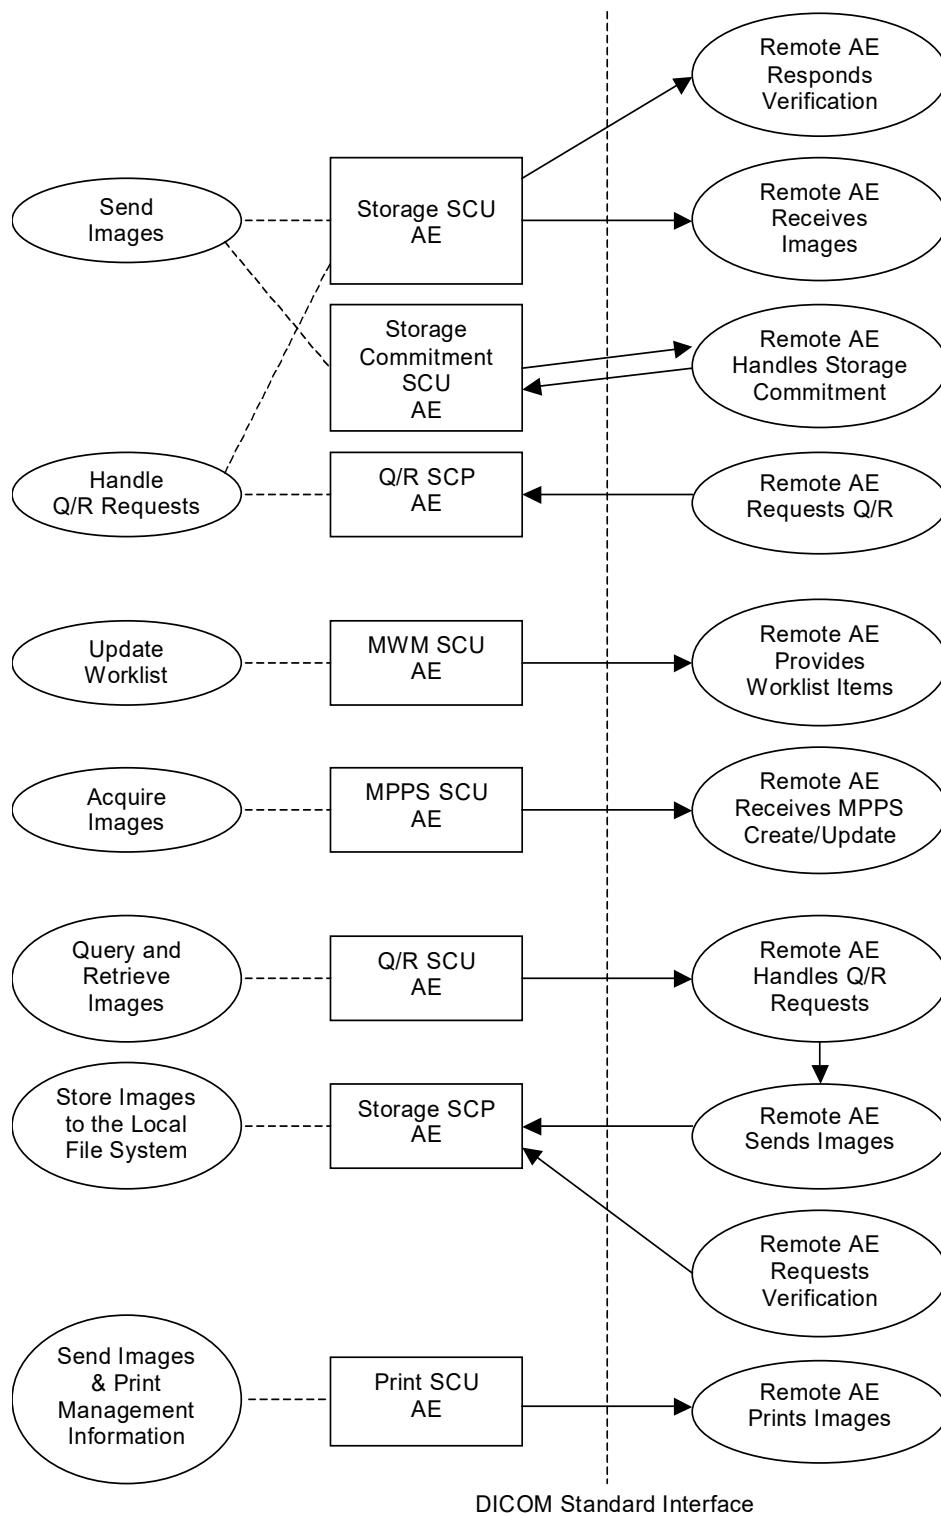 Remote AE
Responds
Verification
Send
Images
Storage SCU
AE
Remote AE
Receives
Images
Storage
Commitment
SCU
AE
Remote AE
Handles Storage
Commitment
Handle
Q/R Requests
Q/R SCP
AE
Remote AE
Requests Q/R
Update
Worklist
MWM SCU
AE
Remote AE
Provides
Worklist Items
Acquire
Images
MPPS SCU
AE
Remote AE
Receives MPPS
Create/Update
Query and
Retrieve
Images
Q/R SCU
AE
Remote AE
Handles Q/R
Requests
Store Images
to the Local
File System
Storage SCP
AE
Remote AE
Sends Images
Remote AE
Requests
Verification
Send Images
& Print
Management
Information
Print SCU
AE
Remote AE
Prints Images
DICOM Standard Interface